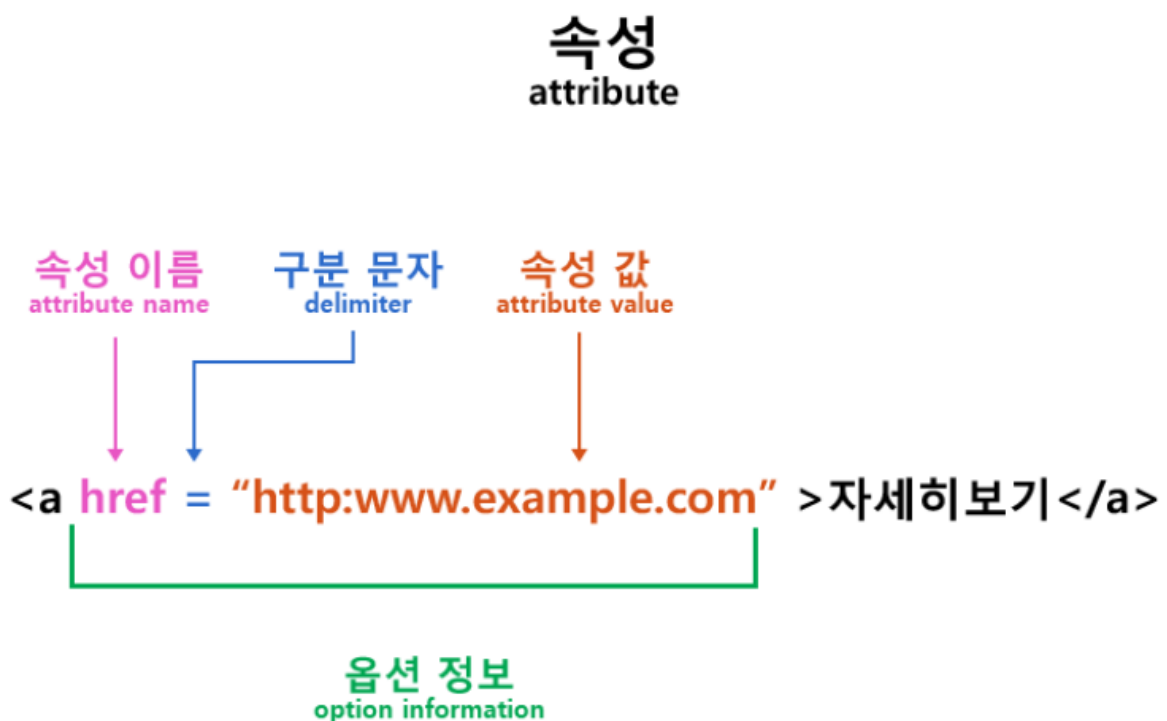 속성
attribute
속성 이름
attribute name
구분 문자
delimiter
속성 값
attribute value
<a href = “http:www.example.com” >자세히보기</a>
옵션 정보
option information